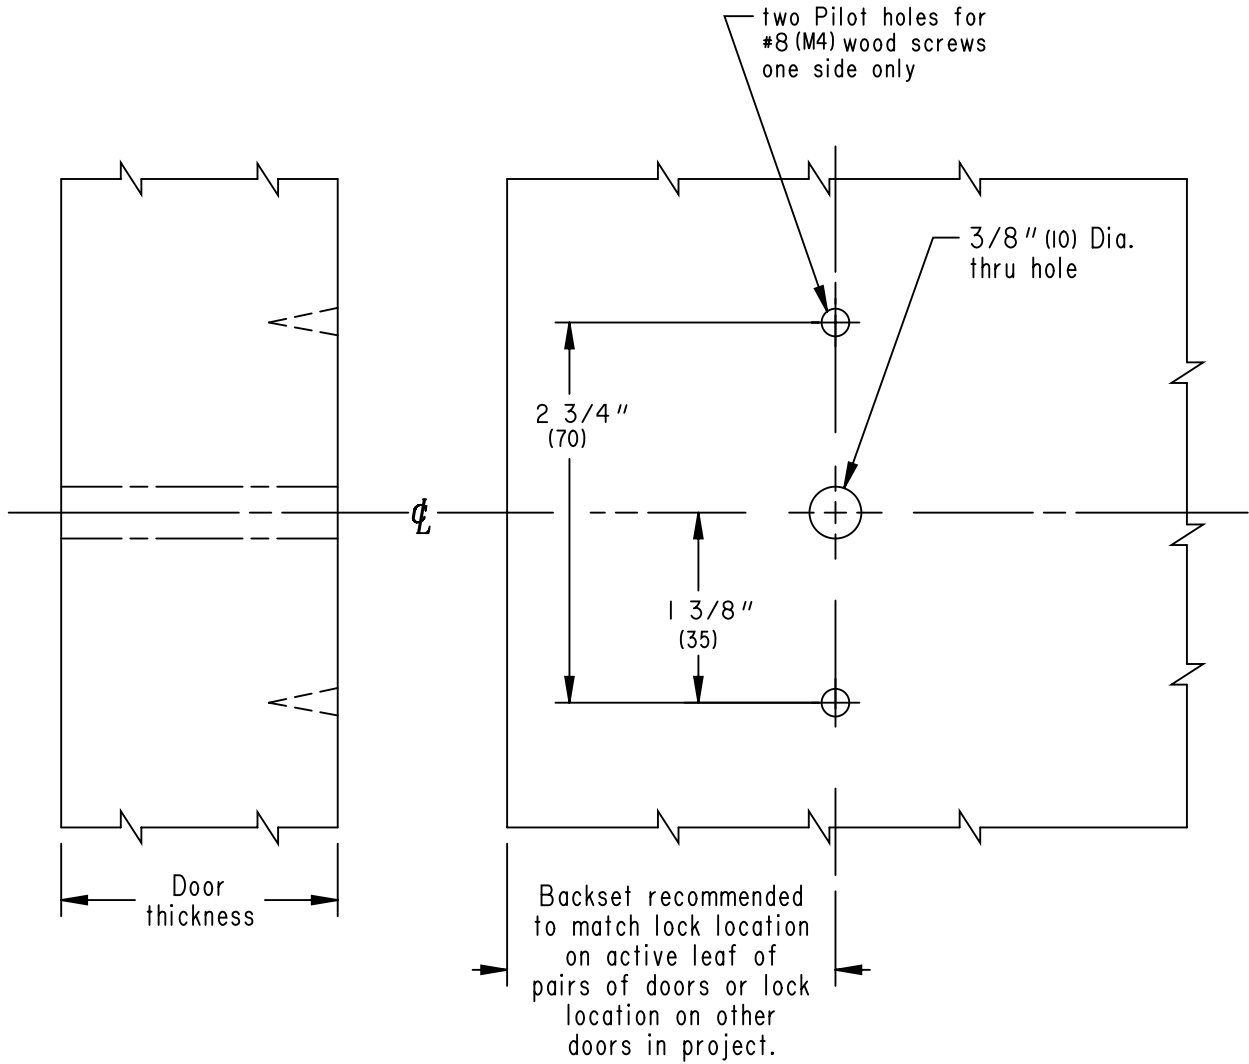 two Pilot holes for
#8 (M4) wood screws
one side only
3/8" (10) Dia.
thru hole
2 3/4"
(70)
℄
1 3/8"
(35)
Door
thickness
Backset recommended
to match lock location
on active leaf of
pairs of doors or lock
location on other
doors in project.